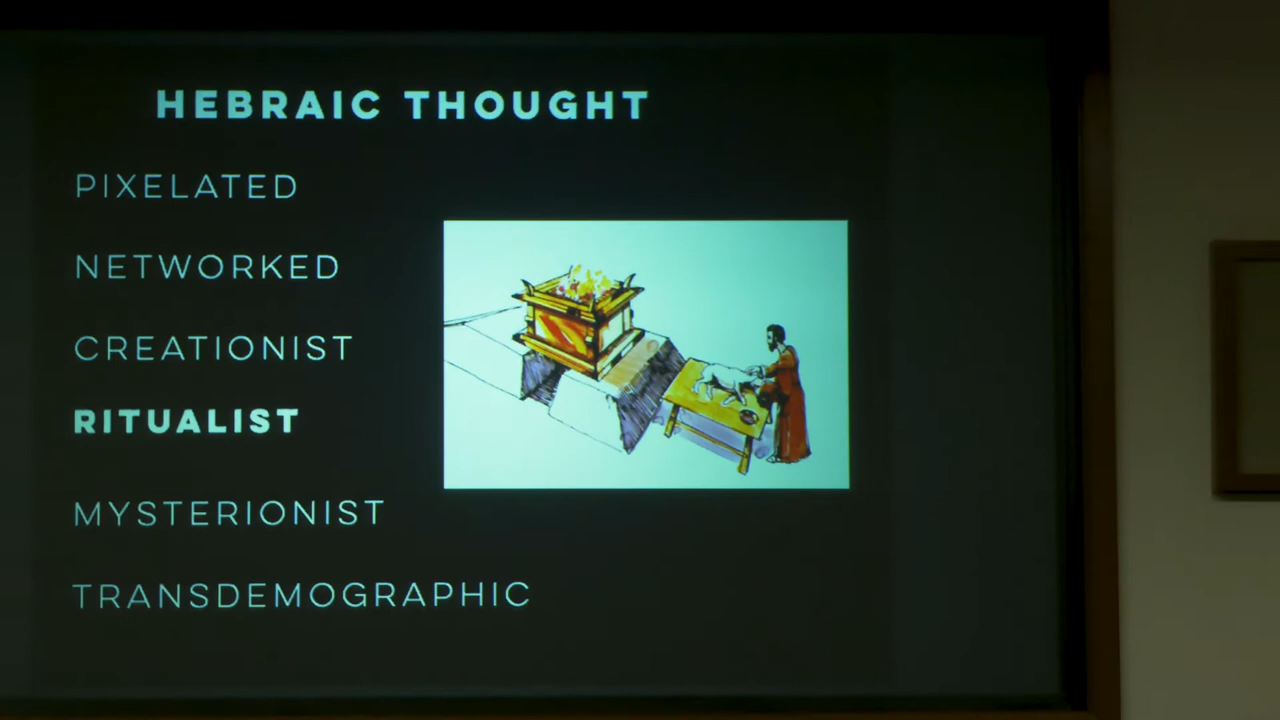 HEBRAIC THOUGHT
PIXELATED
NETWORKED
CREATIONIST
RITUALIST
MYSTERIONIST
TRANSDEMOGRAPHIC